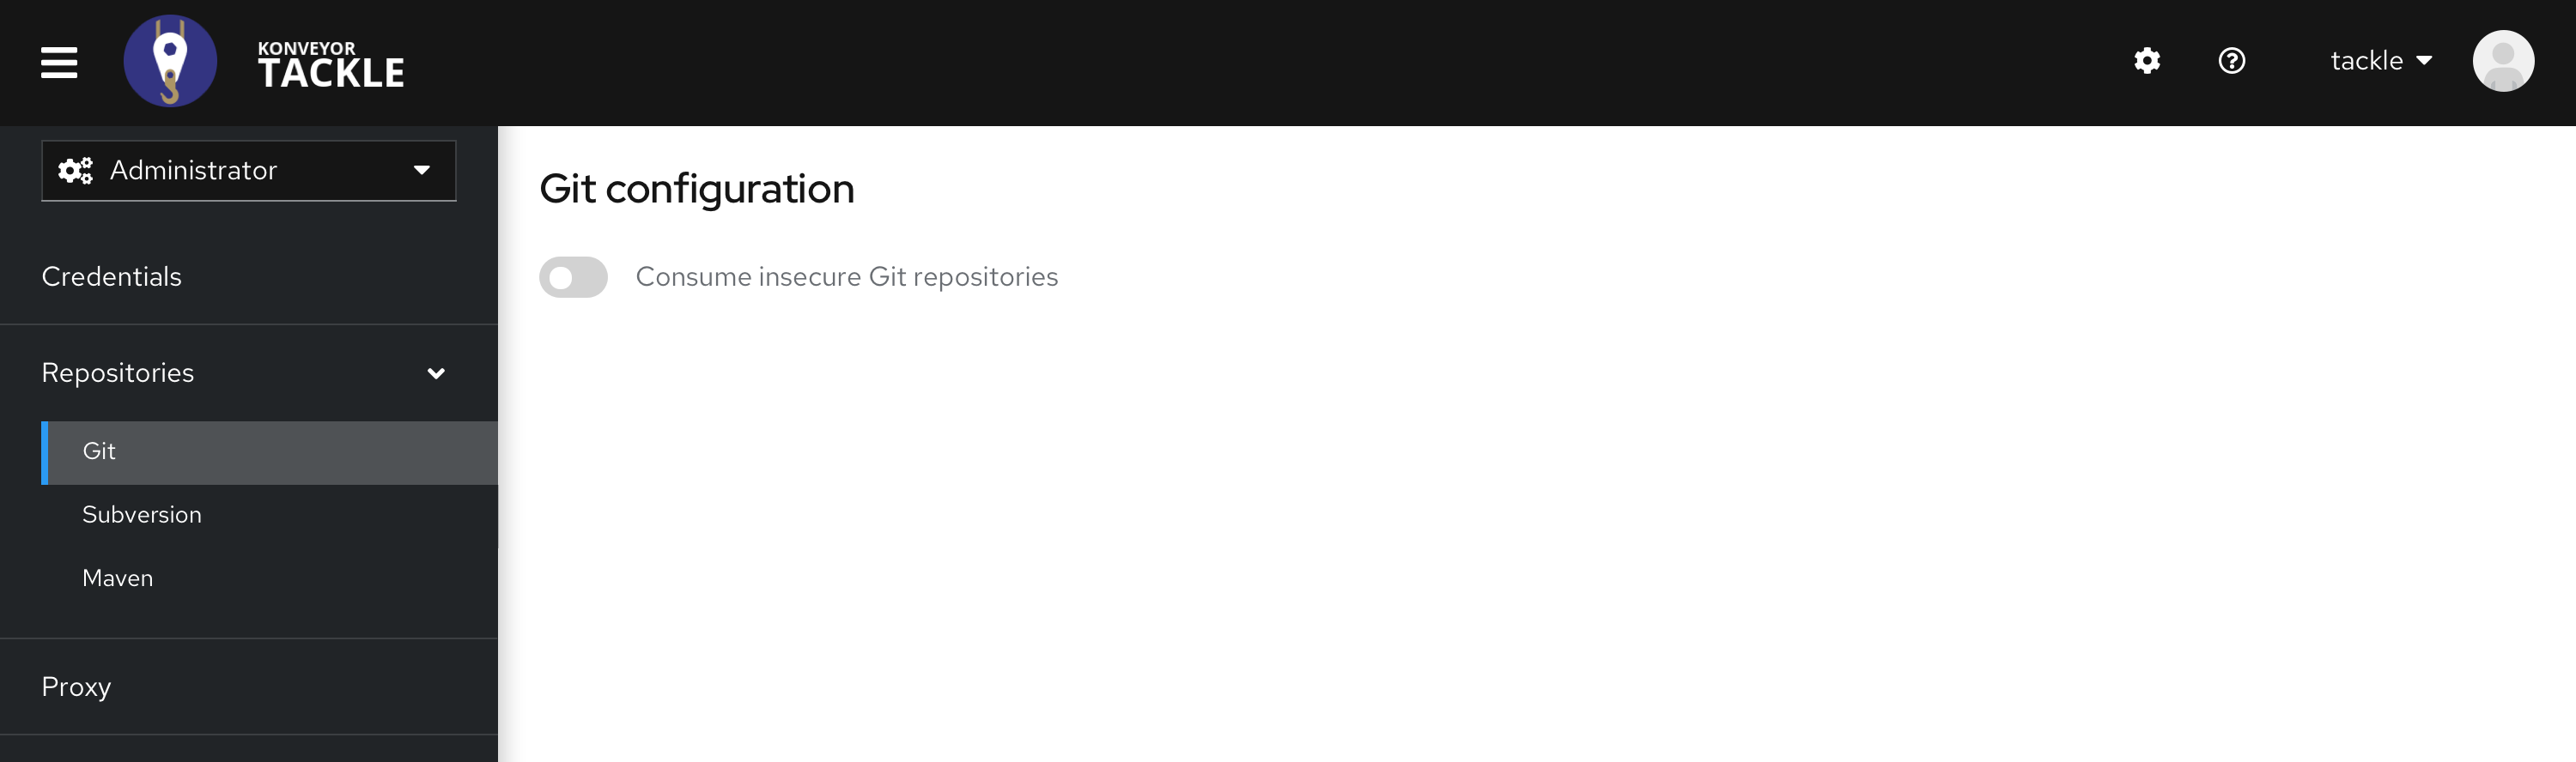 KONVEYOR
TACKLE
tackle
Administrator
Credentials
Repositories
Git
Subversion
Maven
Proxy
Git configuration
Consume insecure Git repositories